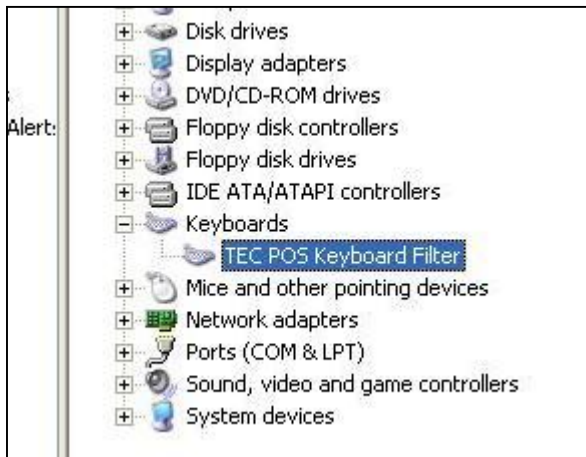 Disk drives
Display adapters
DVD/CD-ROM drives
Alert:
Floppy disk controllers
Floppy disk drives
IDE ATA/ATAPI controllers
Keyboards
TEC POS Keyboard Filter
Mice and other pointing devices
Network adapters
Ports (COM & LPT)
Sound, video and game controllers
System devices